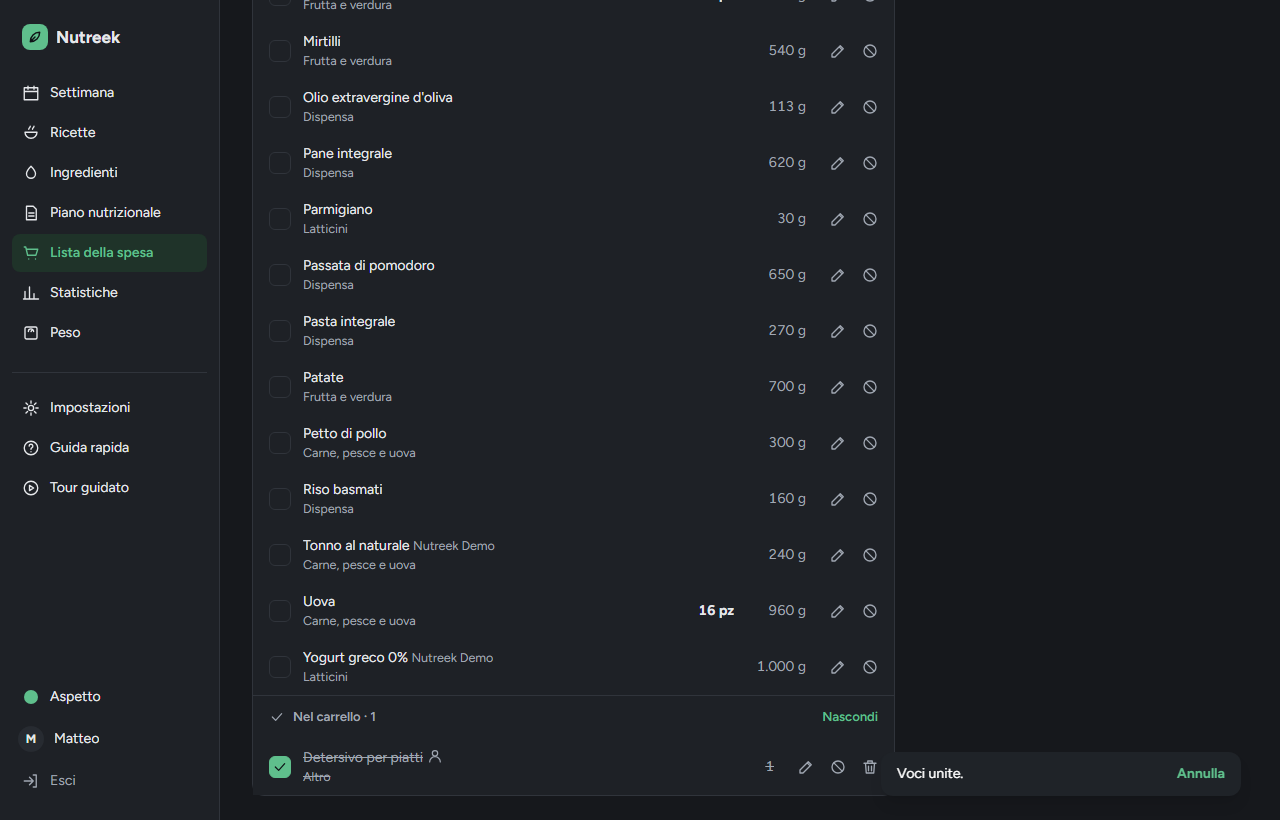 Nutreek
Settimana
Ricette
Ingredienti
Piano nutrizionale
Lista della spesa
Statistiche
Peso
Impostazioni
Guida rapida
Tour guidato
Aspetto
M Matteo
Esci
Frutta e verdura
Mirtilli
Frutta e verdura
540 g
Olio extravergine d'oliva
Dispensa
113 g
Pane integrale
Dispensa
620 g
Parmigiano
Latticini
30 g
Passata di pomodoro
Dispensa
650 g
Pasta integrale
Dispensa
270 g
Patate
Frutta e verdura
700 g
Petto di pollo
Carne, pesce e uova
300 g
Riso basmati
Dispensa
160 g
Tonno al naturale Nutreek Demo
Carne, pesce e uova
240 g
Uova
Carne, pesce e uova
16 pz 960 g
Yogurt greco 0% Nutreek Demo
Latticini
1.000 g
Nel carrello · 1 Nascondi
Detersivo per piatti
Altro
1
Voci unite. Annulla